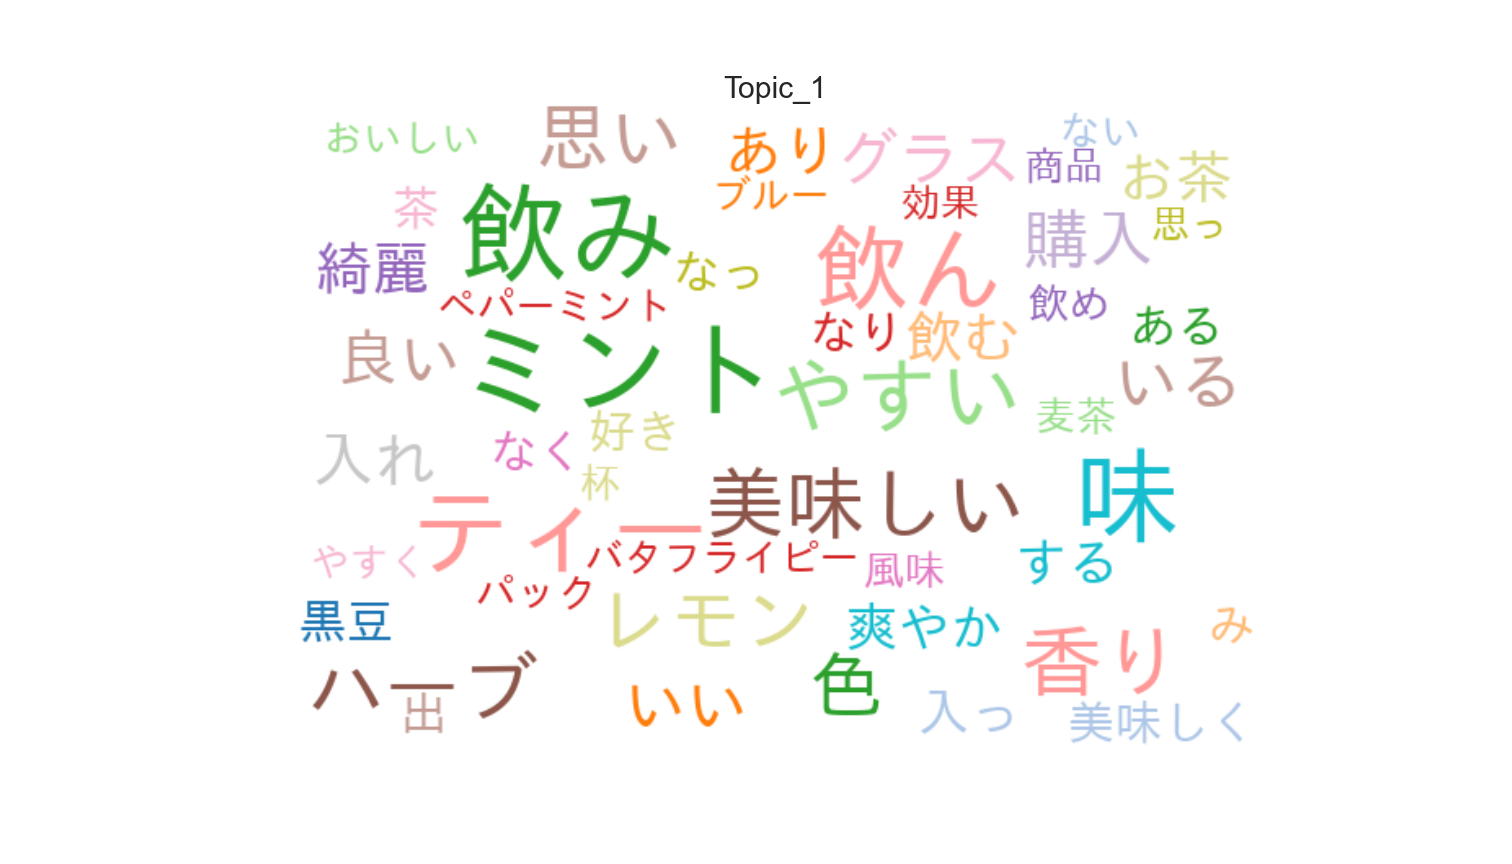 Topic_1
おいしい
思い
あり
グラス
ない
商品
お茶
ブルー
効果
茶
飲み
購入
思っ
綺麗
なっ
飲ん
ペパーミント
飲め
なり
飲む
ある
良い
ミント
やすい
いる
麦茶
入れ
なく
好き
杯
美味しい
味
ティー
バタフライピー
風味
する
やすく
パック
黒豆
レモン
爽やか
香り
み
ハーブ
出
いい
色
入っ
美味しく